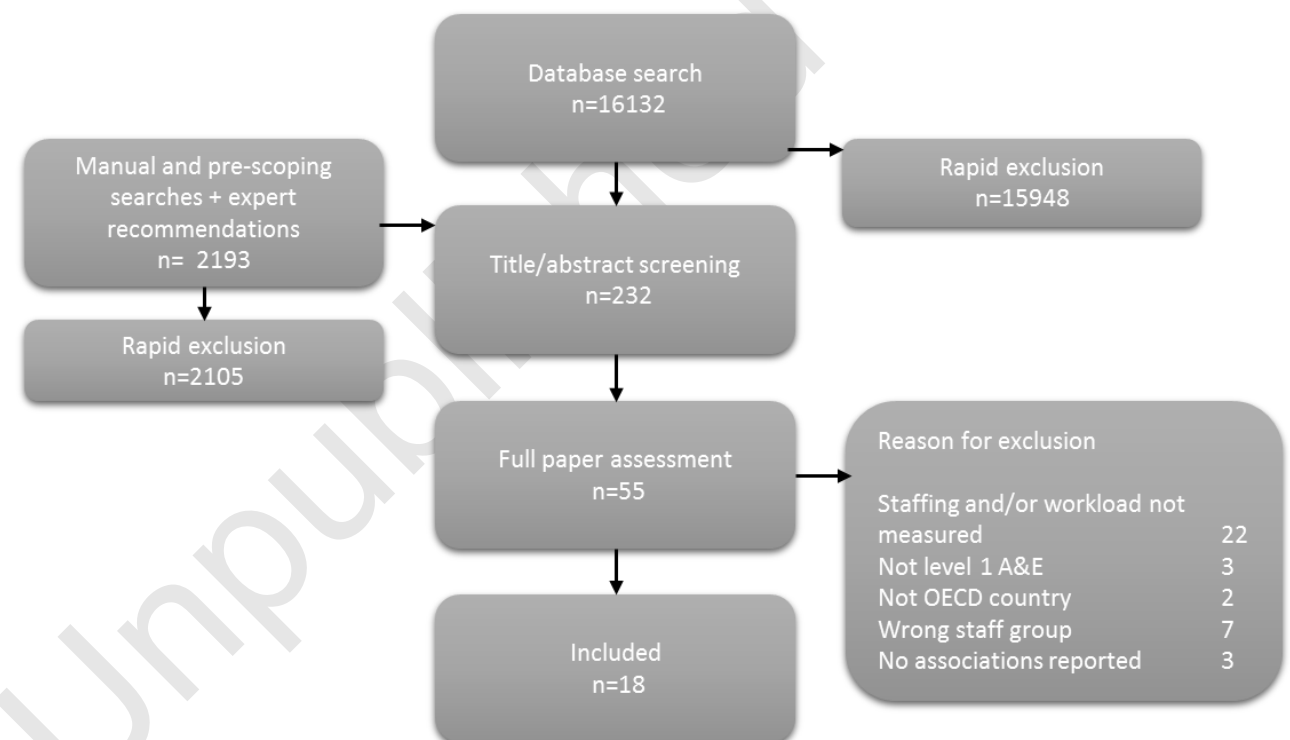 Database search
n=16132
Manual and pre-scoping
searches + expert
recommendations
n= 2193
Rapid exclusion
n=15948
Title/abstract screening
n=232
Rapid exclusion
n=2105
Full paper assessment
n=55
Reason for exclusion
Staffing and/or workload not
measured 22
Not level 1 A&E 3
Not OECD country 2
Wrong staff group 7
No associations reported 3
Included
n=18